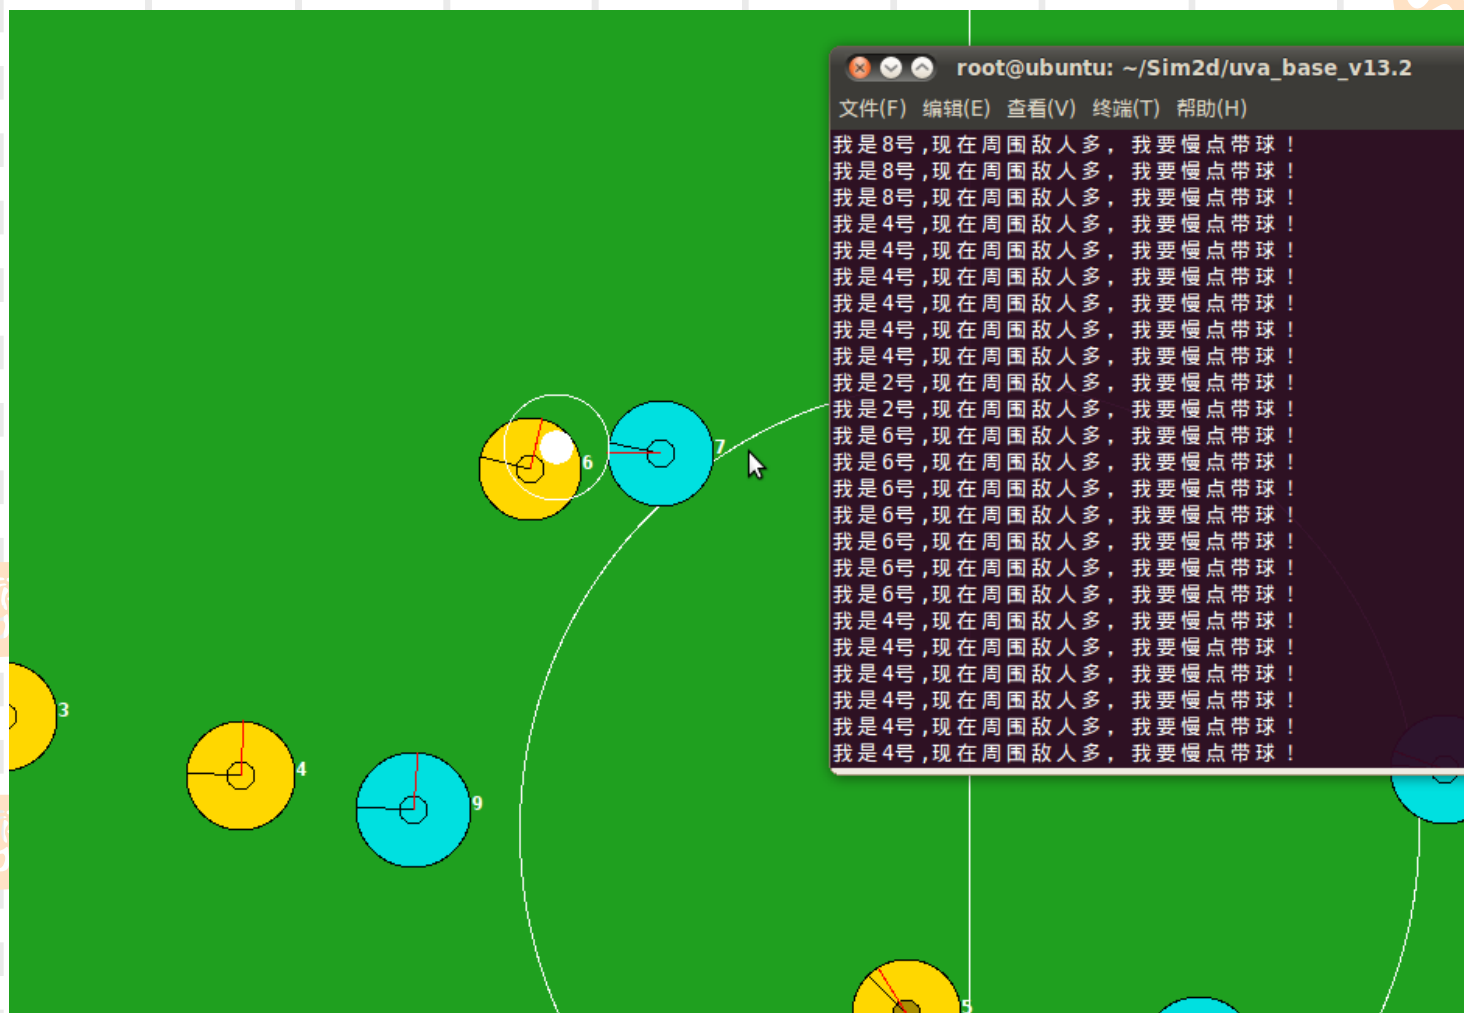 root@ubuntu: ~/Sim2d/uva_base_v13.2
文件(F) 编辑(E) 查看(V) 终端(T) 帮助(H)
我是8号,现在周围敌人多，我要慢点带球！
我是8号,现在周围敌人多，我要慢点带球！
我是8号,现在周围敌人多，我要慢点带球！
我是4号,现在周围敌人多，我要慢点带球！
我是4号,现在周围敌人多，我要慢点带球！
我是4号,现在周围敌人多，我要慢点带球！
我是4号,现在周围敌人多，我要慢点带球！
我是4号,现在周围敌人多，我要慢点带球！
我是4号,现在周围敌人多，我要慢点带球！
我是2号,现在周围敌人多，我要慢点带球！
我是2号,现在周围敌人多，我要慢点带球！
我是6号,现在周围敌人多，我要慢点带球！
我是6号,现在周围敌人多，我要慢点带球！
我是6号,现在周围敌人多，我要慢点带球！
我是6号,现在周围敌人多，我要慢点带球！
我是6号,现在周围敌人多，我要慢点带球！
我是6号,现在周围敌人多，我要慢点带球！
我是6号,现在周围敌人多，我要慢点带球！
我是4号,现在周围敌人多，我要慢点带球！
我是4号,现在周围敌人多，我要慢点带球！
我是4号,现在周围敌人多，我要慢点带球！
我是4号,现在周围敌人多，我要慢点带球！
我是4号,现在周围敌人多，我要慢点带球！
我是4号,现在周围敌人多，我要慢点带球！
7
6
3
4
9
5